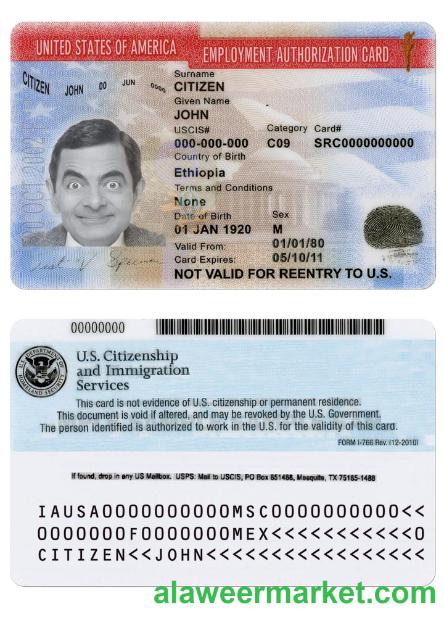 UNITED STATES OF AMERICA EMPLOYMENT AUTHORIZATION CARD
CITIZEN JOHN 00 JUN 0000
Surname
CITIZEN
Given Name
JOHN
USCIS# Category Card#
000-000-000 C09 SRC0000000000
Country of Birth
Ethiopia
Terms and Conditions
None
Date of Birth Sex
01 JAN 1920 M
Valid From: 01/01/80
Card Expires: 05/10/11
NOT VALID FOR REENTRY TO U.S.
00000000
U.S. Citizenship
and Immigration
Services
This card is not evidence of U.S. citizenship or permanent residence.
This document is void if altered, and may be revoked by the U.S. Government.
The person identified is authorized to work in the U.S. for the validity of this card.
FORM I-766 Rev. (12-2010)
If found, drop in any US Mailbox. USPS: Mail to USCIS, PO Box 651488, Mesquite, TX 75185-1488
IAUSA0000000000MSC0000000000<<
0000000F0000000MEX<<<<<<<<<<<0
CITIZEN<<JOHN<<<<<<<<<<<<<<<<<
alaweermarket.com